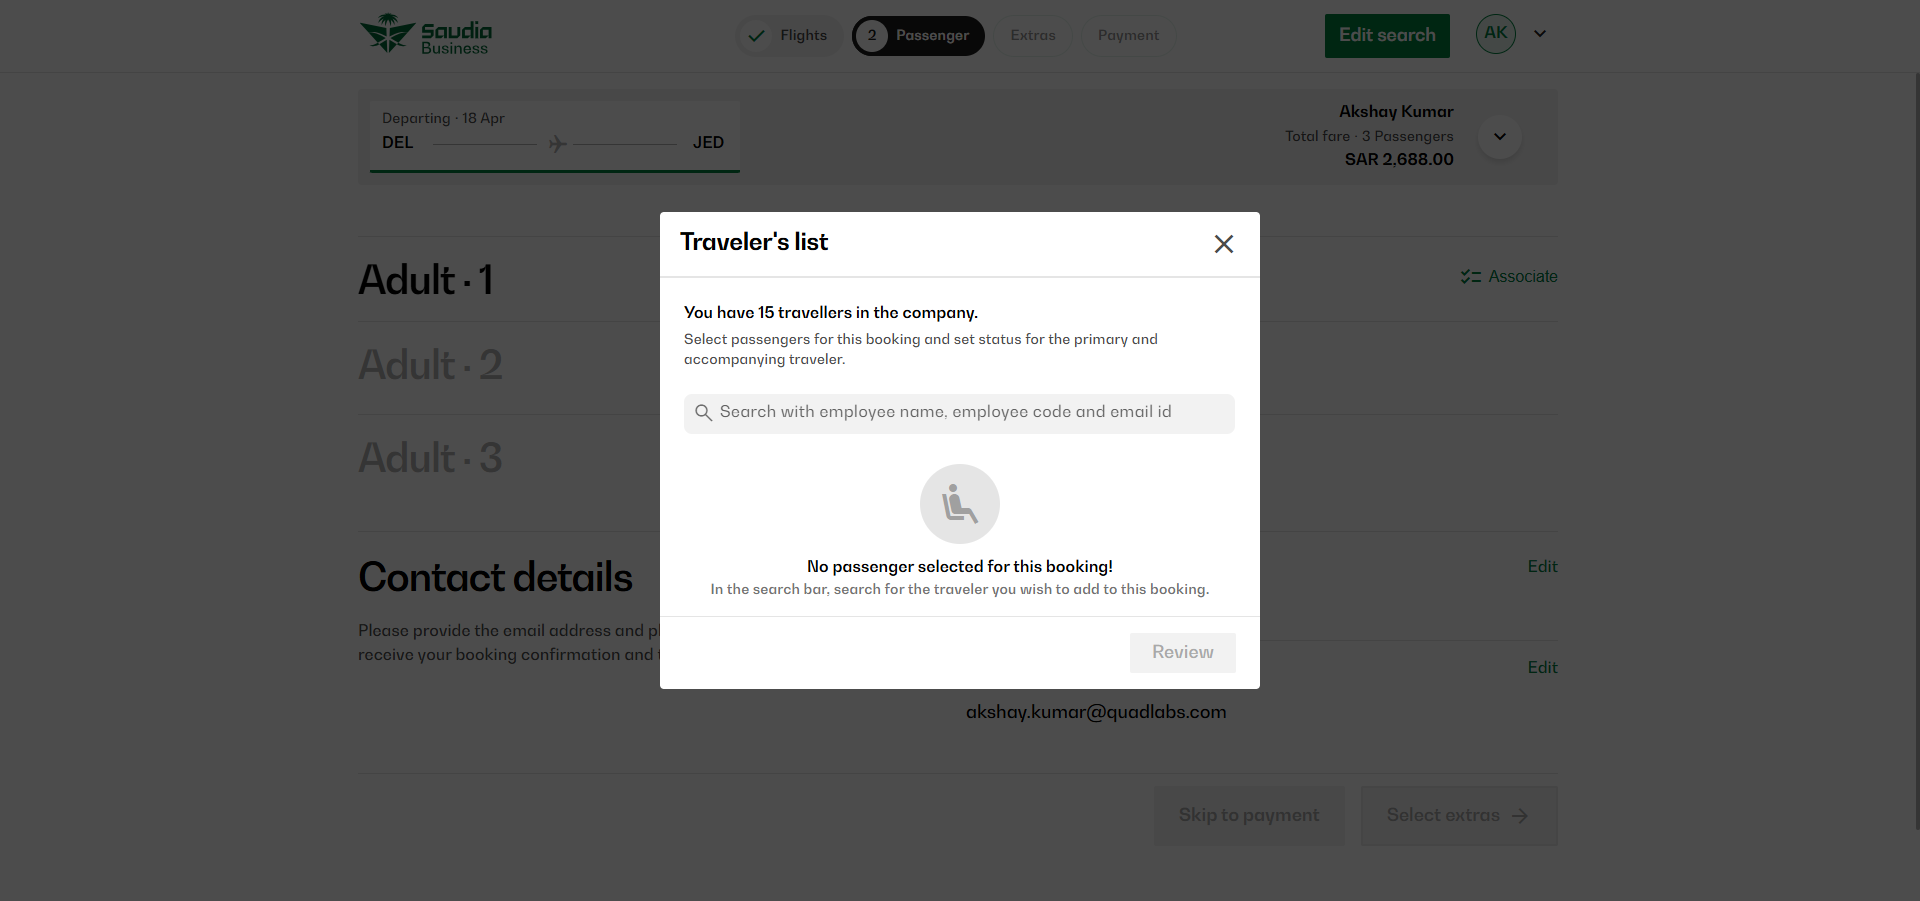 Saudia
Business
Flights
2 Passenger
Extras
Payment
Edit search
AK
Departing · 18 Apr
DEL
JED
Akshay Kumar
Total fare · 3 Passengers
SAR 2,688.00
Traveler's list
Adult · 1
Associate
You have 15 travellers in the company.
Select passengers for this booking and set status for the primary and
accompanying traveler.
Adult · 2
Search with employee name, employee code and email id
Adult · 3
No passenger selected for this booking!
In the search bar, search for the traveler you wish to add to this booking.
Contact details
Edit
Please provide the email address and
receive your booking confirmation and
Review
Edit
akshay.kumar@quadlabs.com
Skip to payment
Select extras